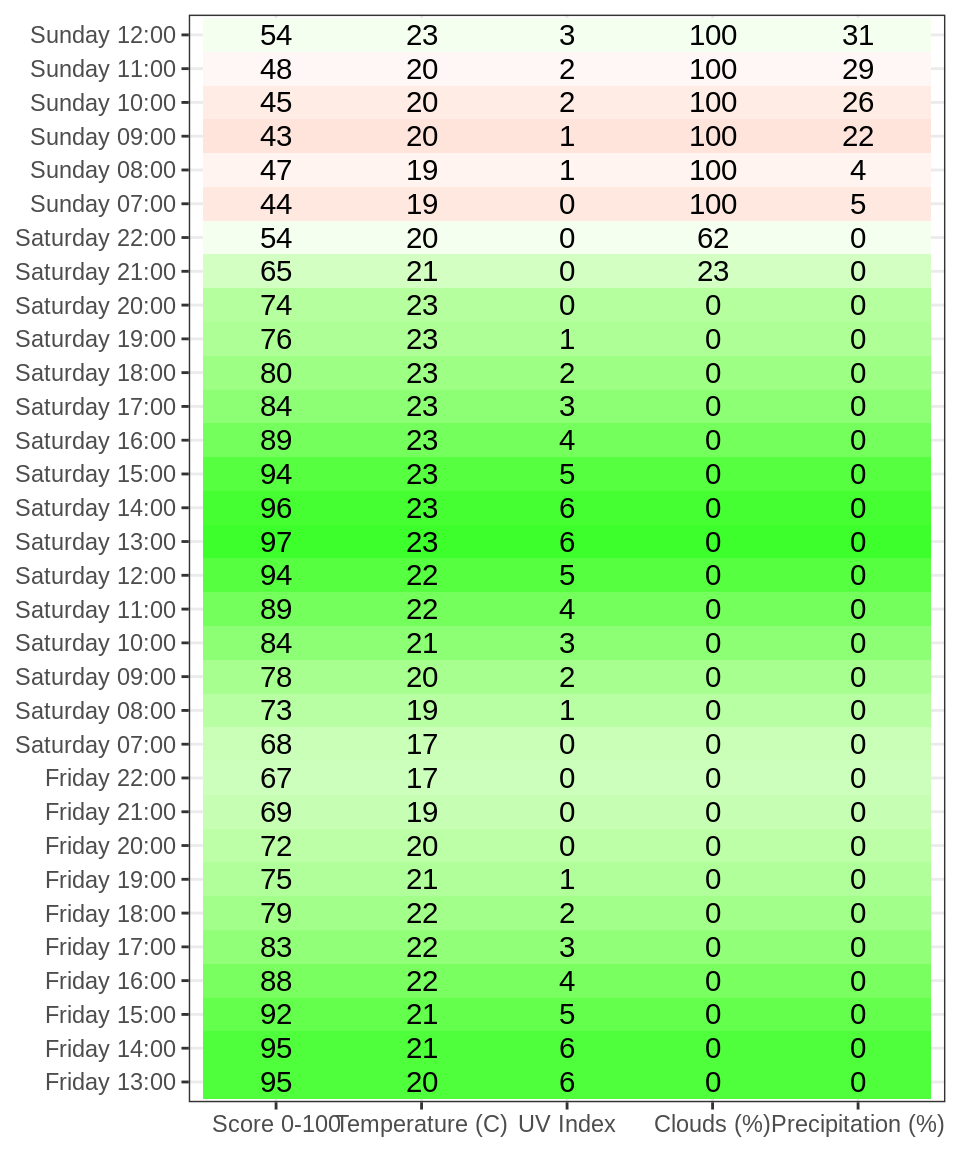 Sunday 12:00 54 23 3 100 31
Sunday 11:00 48 20 2 100 29
Sunday 10:00 45 20 2 100 26
Sunday 09:00 43 20 1 100 22
Sunday 08:00 47 19 1 100 4
Sunday 07:00 44 19 0 100 5
Saturday 22:00 54 20 0 62 0
Saturday 21:00 65 21 0 23 0
Saturday 20:00 74 23 0 0 0
Saturday 19:00 76 23 1 0 0
Saturday 18:00 80 23 2 0 0
Saturday 17:00 84 23 3 0 0
Saturday 16:00 89 23 4 0 0
Saturday 15:00 94 23 5 0 0
Saturday 14:00 96 23 6 0 0
Saturday 13:00 97 23 6 0 0
Saturday 12:00 94 22 5 0 0
Saturday 11:00 89 22 4 0 0
Saturday 10:00 84 21 3 0 0
Saturday 09:00 78 20 2 0 0
Saturday 08:00 73 19 1 0 0
Saturday 07:00 68 17 0 0 0
Friday 22:00 67 17 0 0 0
Friday 21:00 69 19 0 0 0
Friday 20:00 72 20 0 0 0
Friday 19:00 75 21 1 0 0
Friday 18:00 79 22 2 0 0
Friday 17:00 83 22 3 0 0
Friday 16:00 88 22 4 0 0
Friday 15:00 92 21 5 0 0
Friday 14:00 95 21 6 0 0
Friday 13:00 95 20 6 0 0
Score 0-100 Temperature (C) UV Index Clouds (%) Precipitation (%)